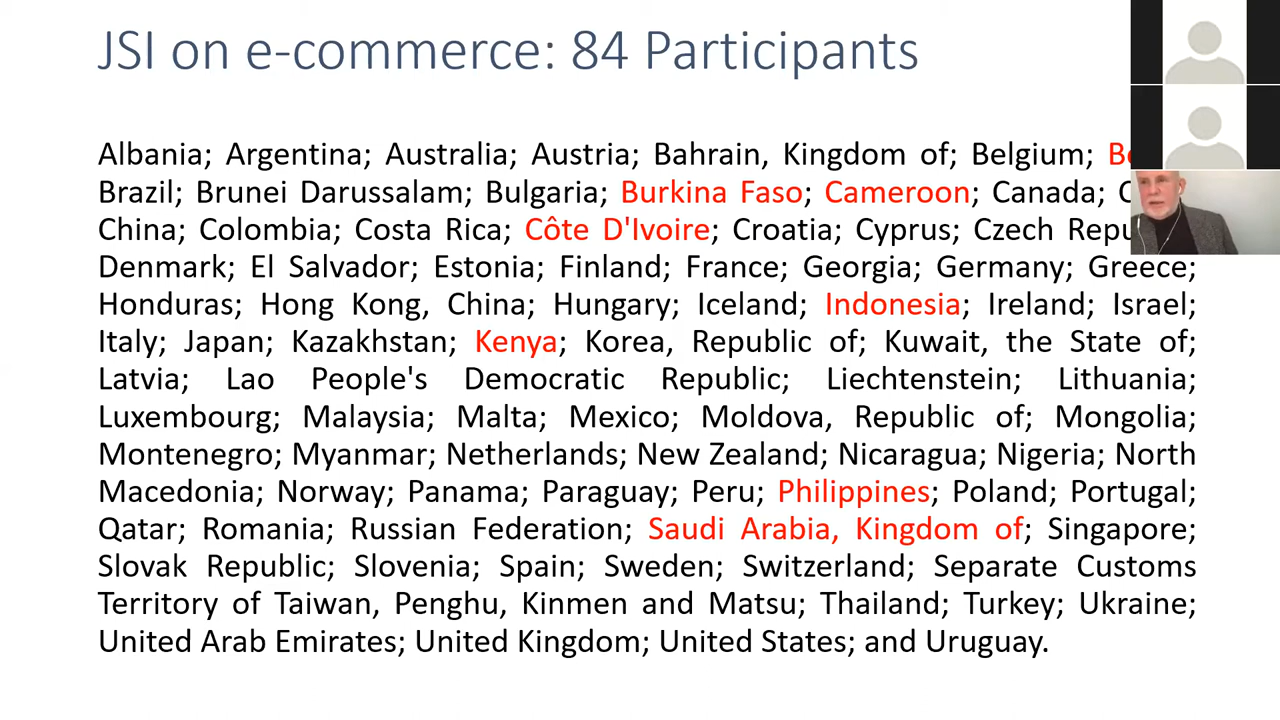 JSI on e-commerce: 84 Participants
Albania; Argentina; Australia; Austria; Bahrain, Kingdom of; Belgium;
Brazil; Brunei Darussalam; Bulgaria; Burkina Faso; Cameroon; Canada;
China; Colombia; Costa Rica; Côte D'Ivoire; Croatia; Cyprus; Czech
Denmark; El Salvador; Estonia; Finland; France; Georgia; Germany; Greece;
Honduras; Hong Kong, China; Hungary; Iceland; Indonesia; Ireland; Israel;
Italy; Japan; Kazakhstan; Kenya; Korea, Republic of; Kuwait, the State of;
Latvia; Lao People's Democratic Republic; Liechtenstein; Lithuania;
Luxembourg; Malaysia; Malta; Mexico; Moldova, Republic of; Mongolia;
Montenegro; Myanmar; Netherlands; New Zealand; Nicaragua; Nigeria; North
Macedonia; Norway; Panama; Paraguay; Peru; Philippines; Poland; Portugal;
Qatar; Romania; Russian Federation; Saudi Arabia, Kingdom of; Singapore;
Slovak Republic; Slovenia; Spain; Sweden; Switzerland; Separate Customs
Territory of Taiwan, Penghu, Kinmen and Matsu; Thailand; Turkey; Ukraine;
United Arab Emirates; United Kingdom; United States; and Uruguay.